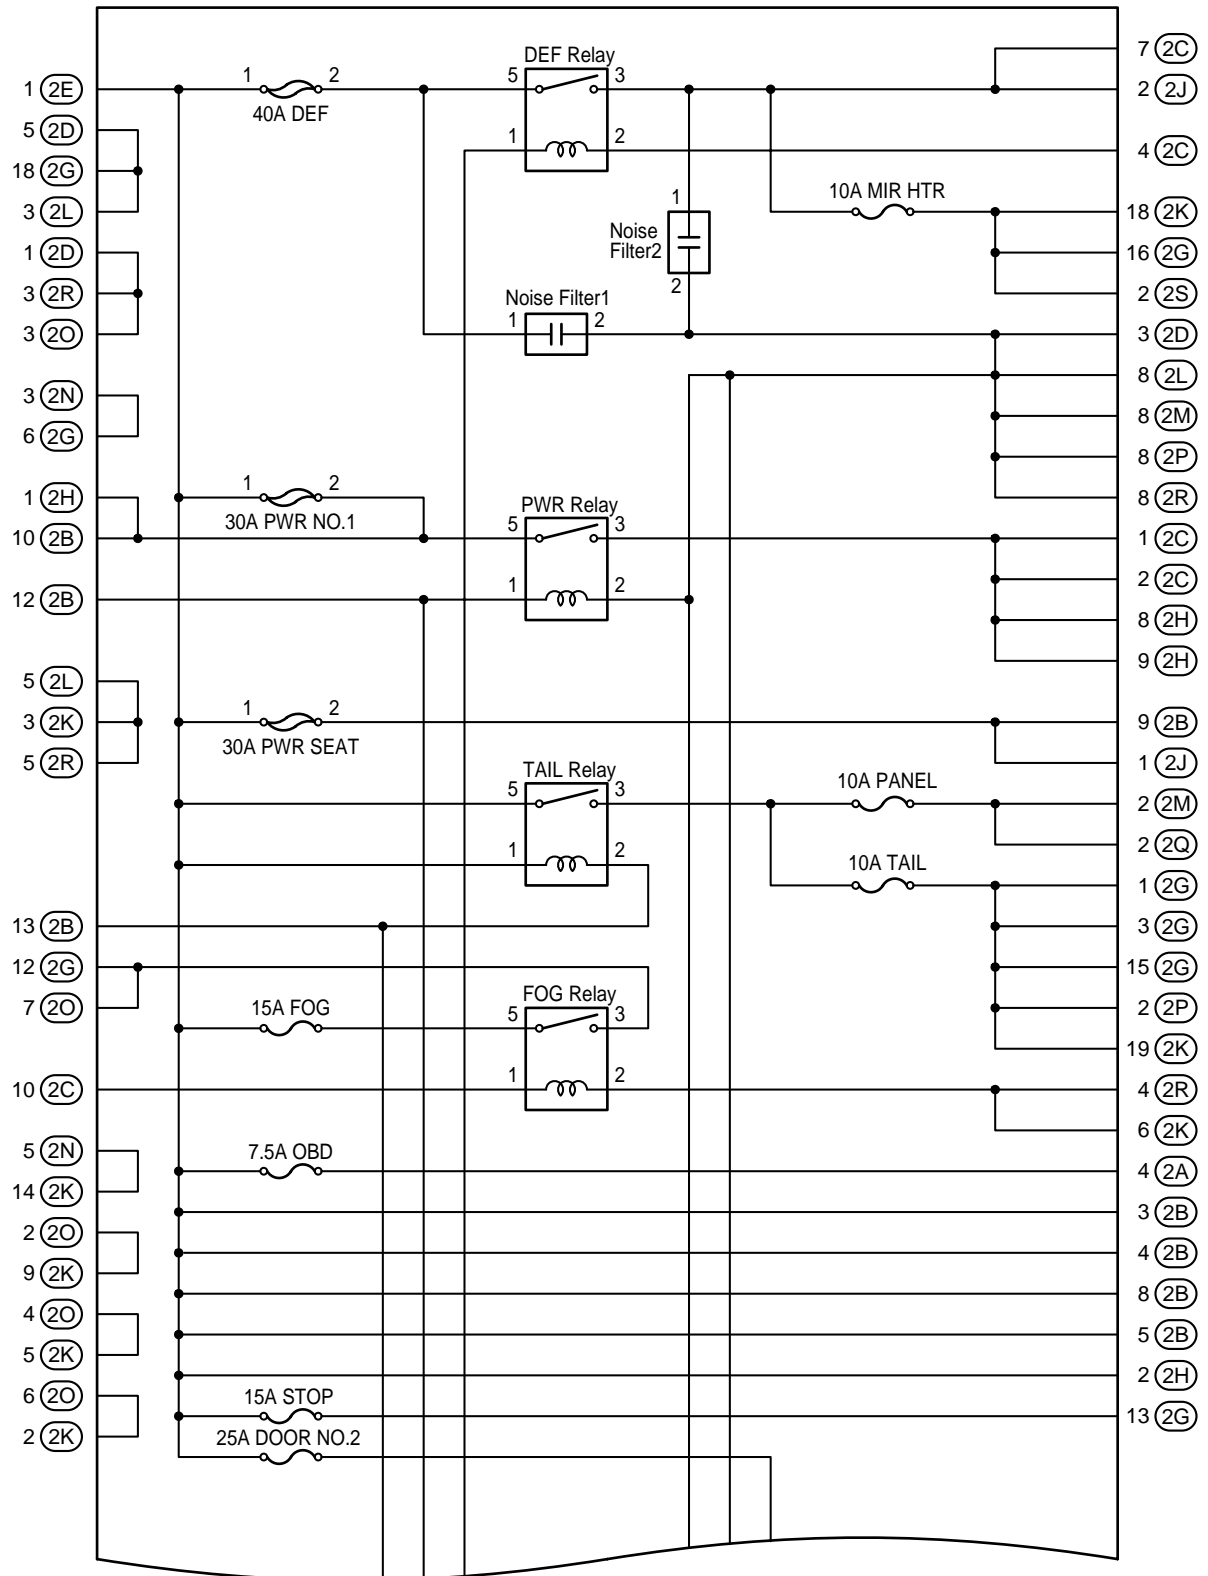 DEF Relay
7 2C
1 2E
1 2
40A DEF
5 3
2 2J
5 2D
1 2
4 2C
18 2G
3 2L
10A MIR HTR
18 2K
1
Noise
Filter2
2
1 2D
16 2G
3 2R
2 2S
Noise Filter1
1 2
3 2O
3 2D
8 2L
3 2N
8 2M
6 2G
8 2P
1 2H
1 2
30A PWR NO.1
8 2R
PWR Relay
10 2B
5 3
1 2C
2 2C
12 2B
1 2
8 2H
9 2H
5 2L
3 2K
1 2
30A PWR SEAT
9 2B
5 2R
1 2J
TAIL Relay
5 3
10A PANEL
2 2M
1 2
2 2Q
10A TAIL
1 2G
13 2B
3 2G
12 2G
15 2G
7 2O
15A FOG
FOG Relay
5 3
2 2P
19 2K
10 2C
1 2
4 2R
6 2K
5 2N
7.5A OBD
4 2A
14 2K
3 2B
2 2O
4 2B
9 2K
8 2B
4 2O
5 2B
5 2K
2 2H
6 2O
15A STOP
13 2G
2 2K
25A DOOR NO.2